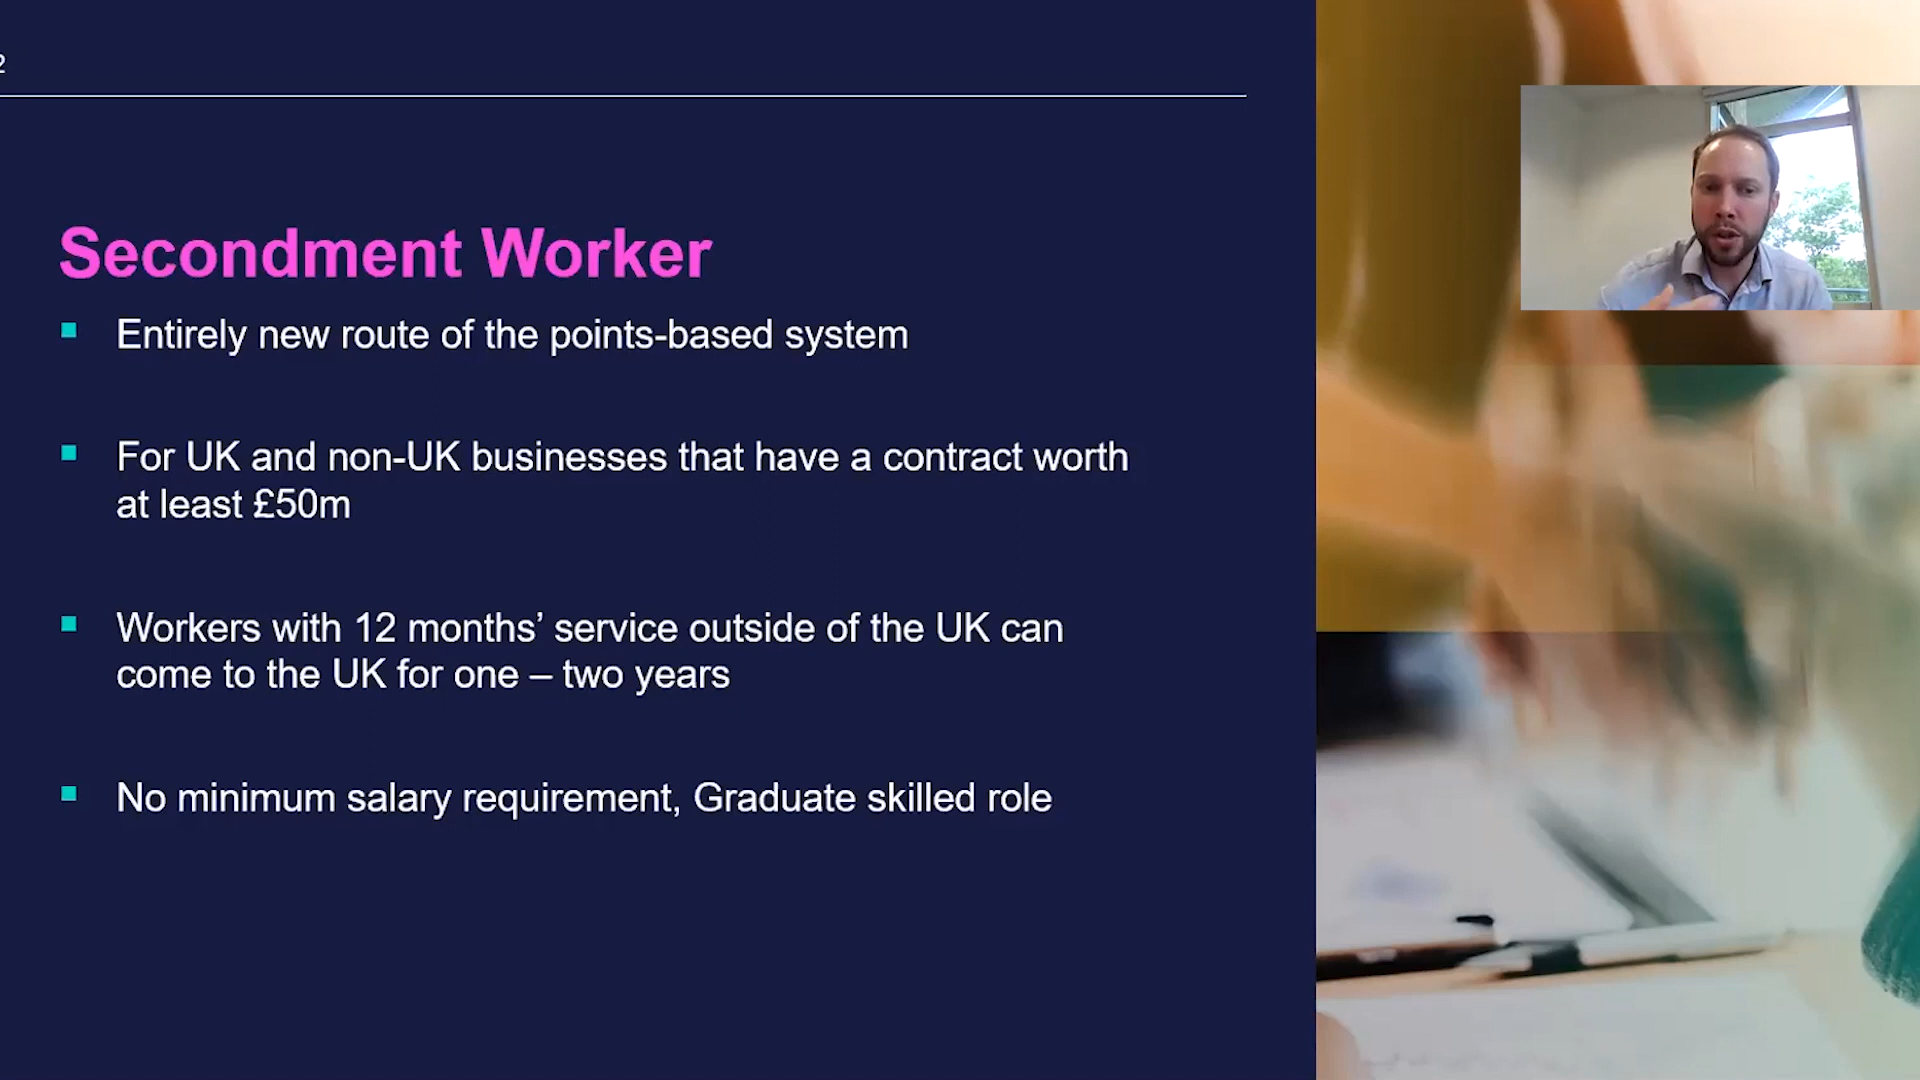 2
Secondment Worker
Entirely new route of the points-based system
For UK and non-UK businesses that have a contract worth
at least £50m
Workers with 12 months’ service outside of the UK can
come to the UK for one – two years
No minimum salary requirement, Graduate skilled role